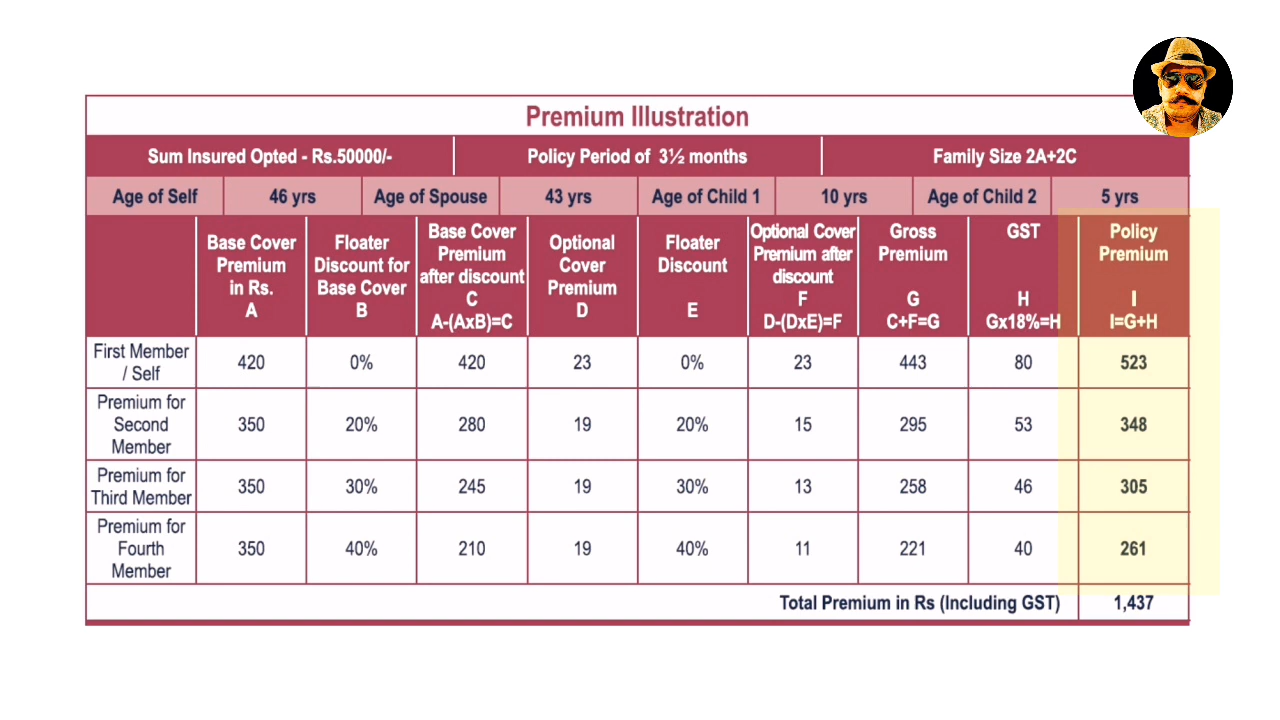 Premium Illustration
Sum Insured Opted - Rs.50000/- Policy Period of 3½ months Family Size 2A+2C
Age of Self 46 yrs Age of Spouse 43 yrs Age of Child 1 10 yrs Age of Child 2 5 yrs
Base Cover
Premium
in Rs.
A
Floater
Discount for
Base Cover
B
Base Cover
Premium
after discount
C
A-(AxB)=C
Optional
Cover
Premium
D
Floater
Discount
E
Optional Cover
Premium after
discount
F
D-(DxE)=F
Gross
Premium
G
C+F=G
GST
H
Gx18%=H
Policy
Premium
I
I=G+H
First Member
/ Self
420 0% 420 23 0% 23 443 80 523
Premium for
Second
Member
350 20% 280 19 20% 15 295 53 348
Premium for
Third Member
350 30% 245 19 30% 13 258 46 305
Premium for
Fourth
Member
350 40% 210 19 40% 11 221 40 261
Total Premium in Rs (Including GST) 1,437